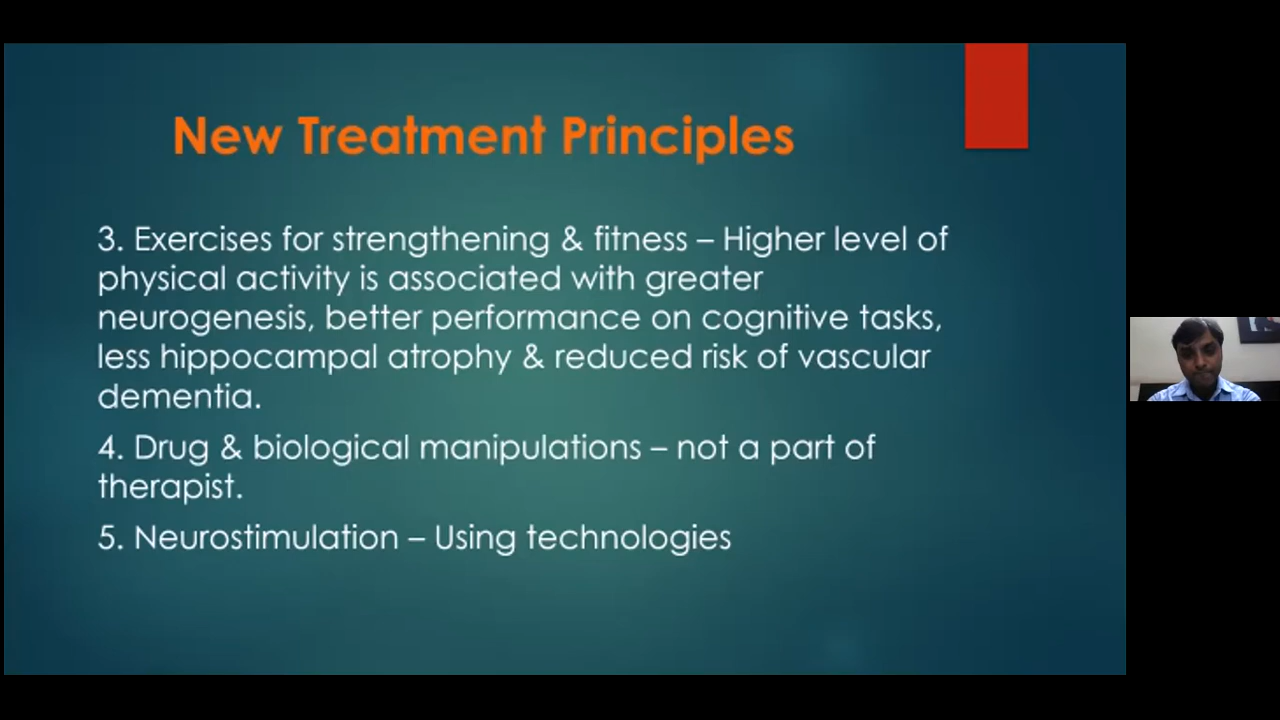 New Treatment Principles
3. Exercises for strengthening & fitness – Higher level of
physical activity is associated with greater
neurogenesis, better performance on cognitive tasks,
less hippocampal atrophy & reduced risk of vascular
dementia.
4. Drug & biological manipulations – not a part of
therapist.
5. Neurostimulation – Using technologies